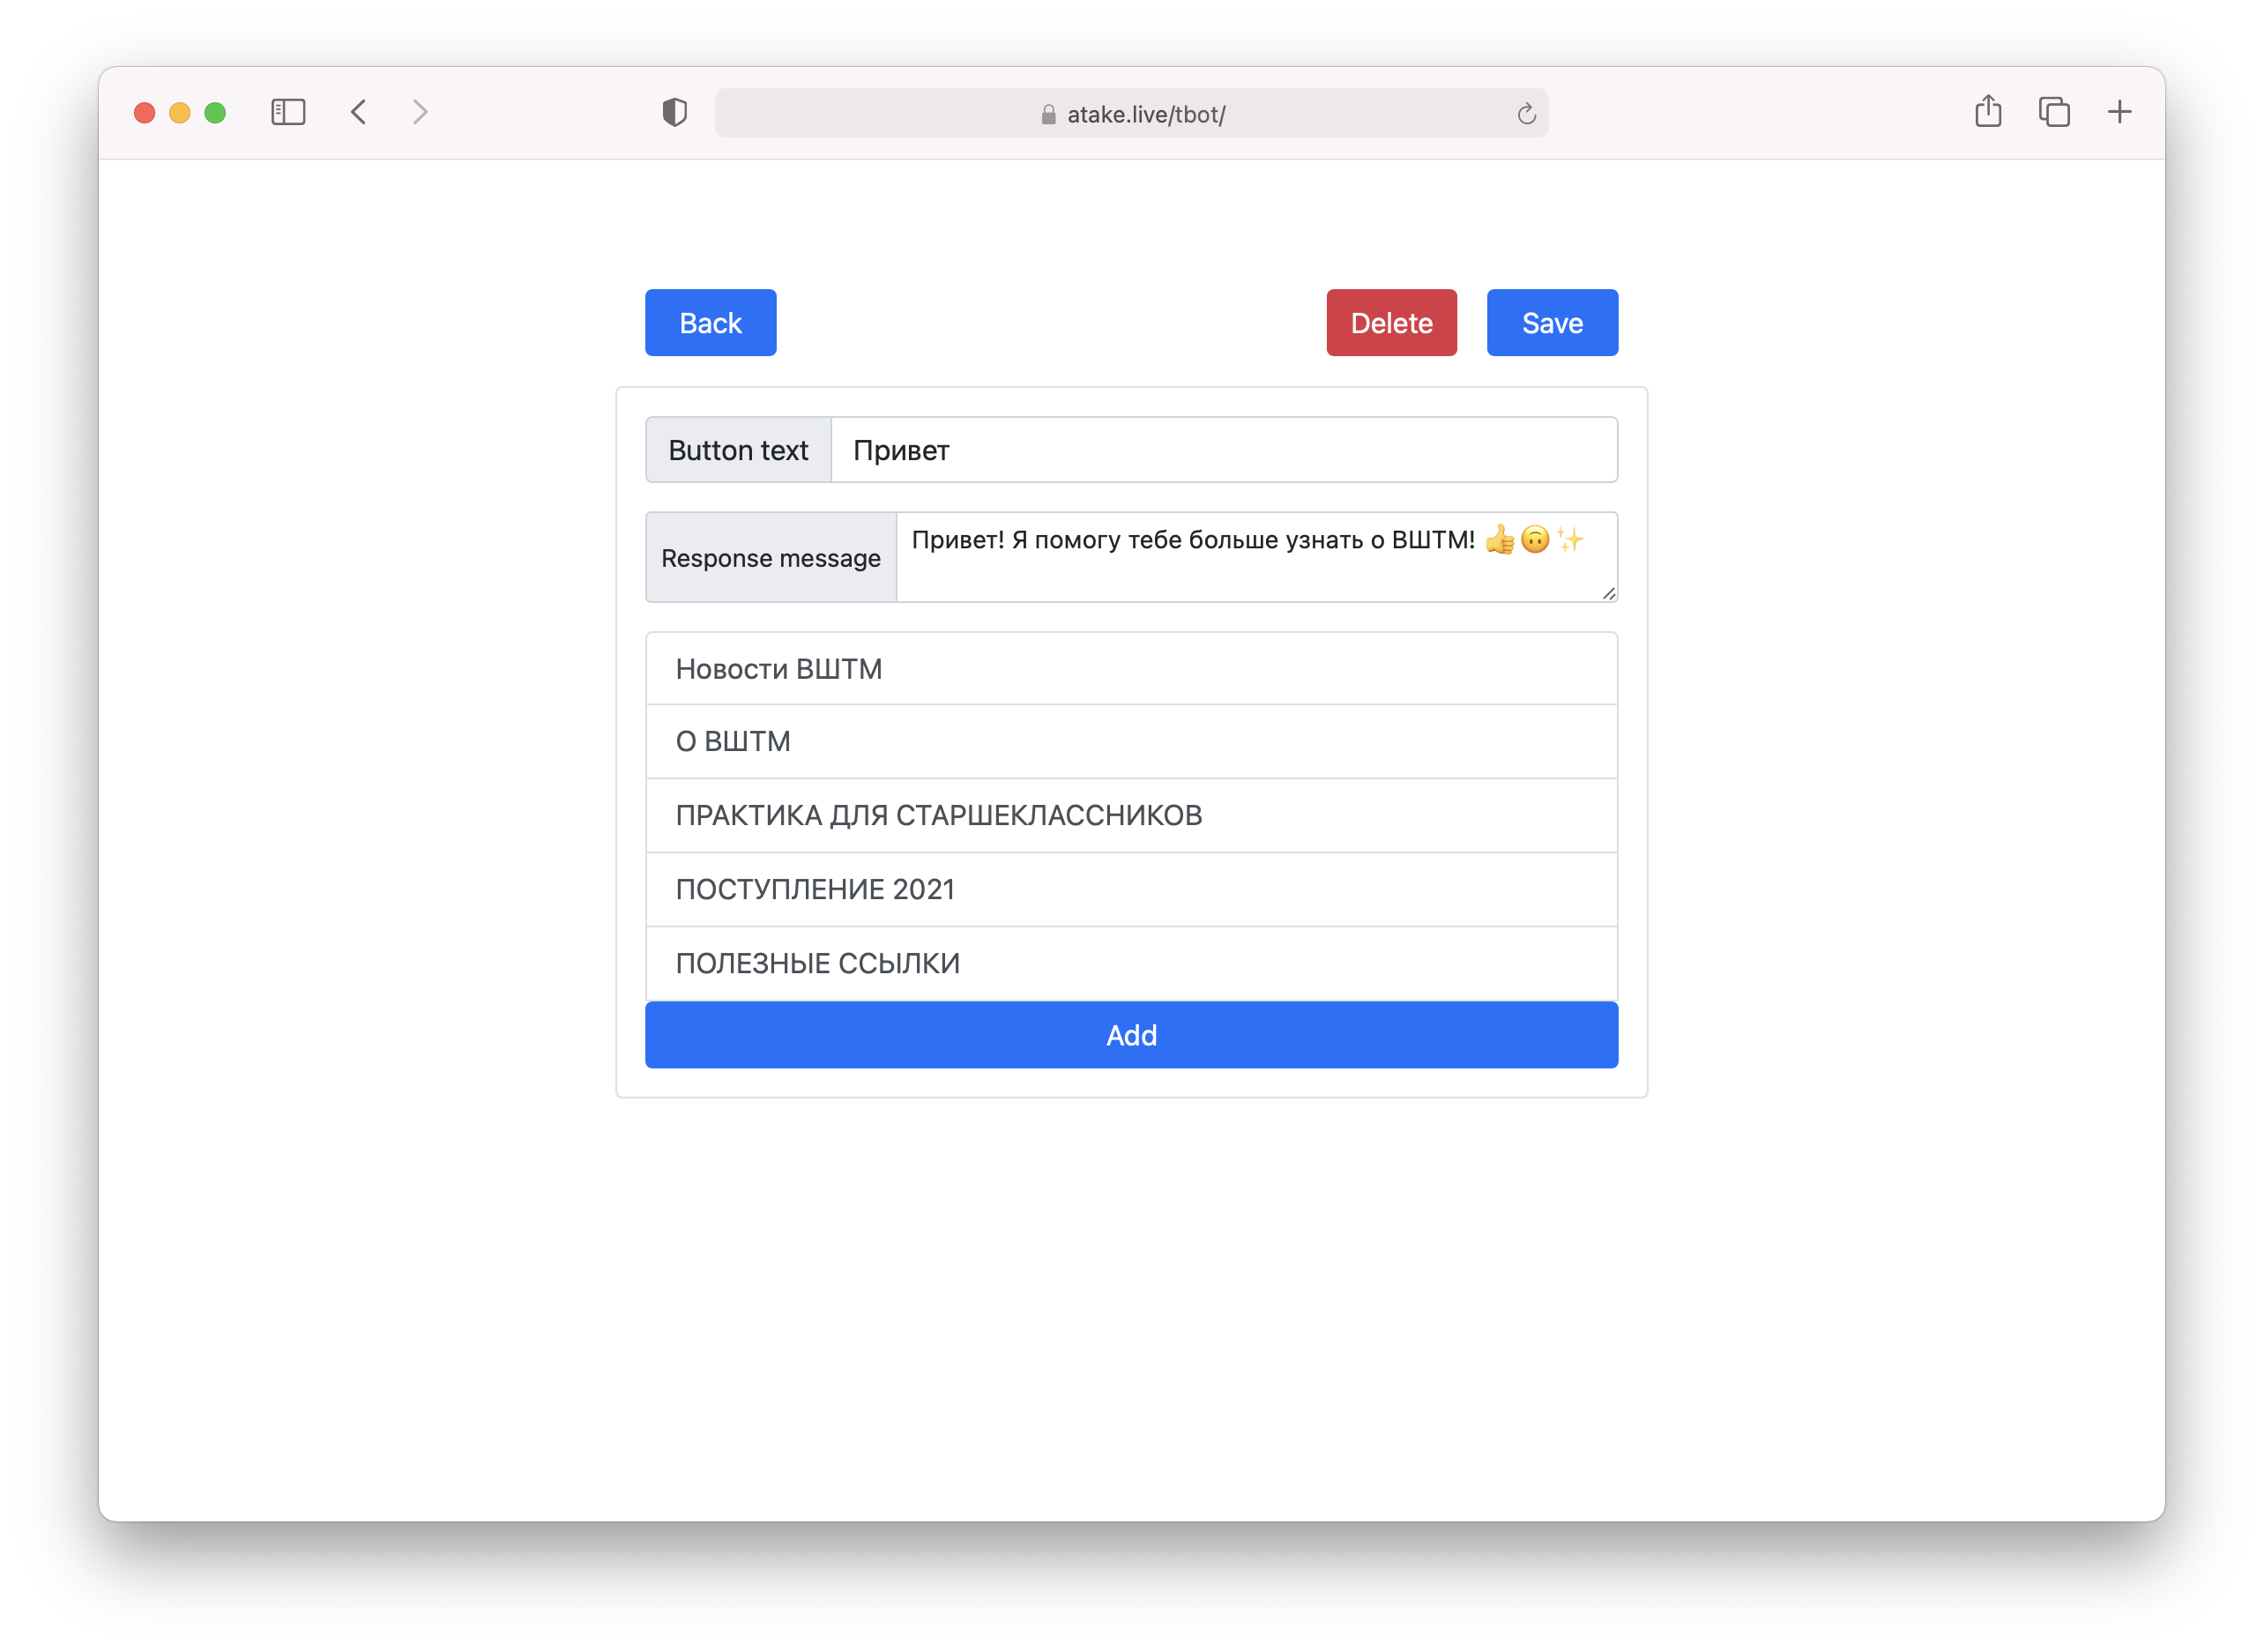 atake.live/tbot/
Back Delete Save
Button text Привет
Response message Привет! Я помогу тебе больше узнать о ВШТМ! 👍🙃✨
Новости ВШТМ
О ВШТМ
ПРАКТИКА ДЛЯ СТАРШЕКЛАССНИКОВ
ПОСТУПЛЕНИЕ 2021
ПОЛЕЗНЫЕ ССЫЛКИ
Add